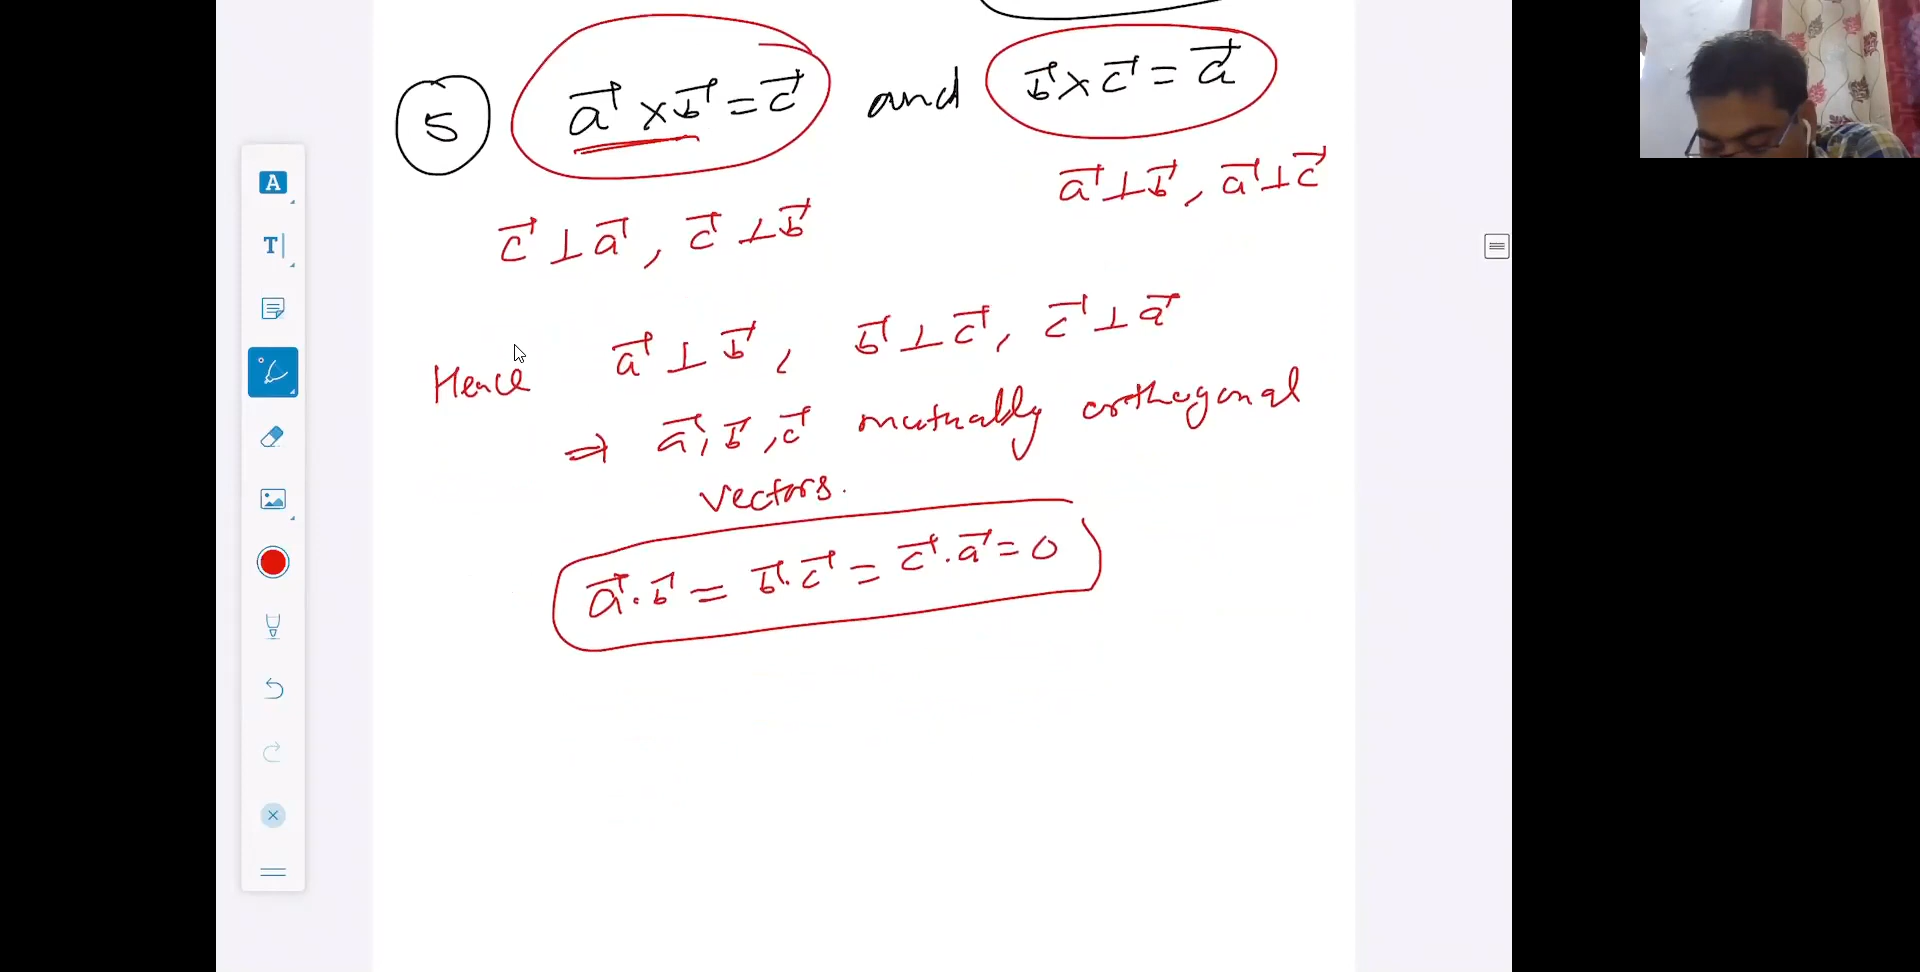 ⑤ a⃗ × b⃗ = c⃗ and b⃗ × c⃗ = a⃗
a⃗ ⊥ b⃗, a⃗ ⊥ c⃗
c⃗ ⊥ a⃗, c⃗ ⊥ b⃗
Hence a⃗ ⊥ b⃗, b⃗ ⊥ c⃗, c⃗ ⊥ a⃗
⇒ a⃗, b⃗, c⃗ mutually orthogonal
vectors.
a⃗ · b⃗ = b⃗ · c⃗ = c⃗ · a⃗ = 0
A
T